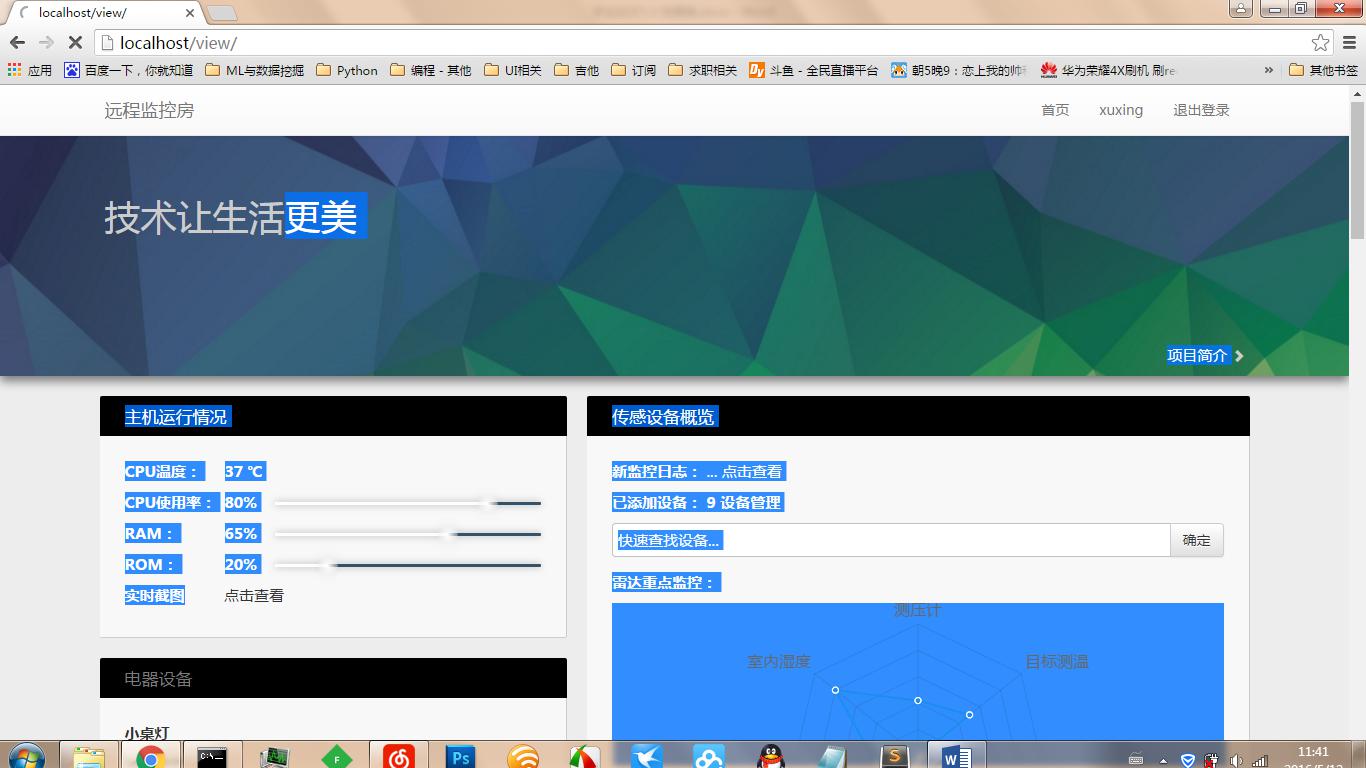 localhost/view/
localhost/view/
应用 百度一下，你就知道 ML与数据挖掘 Python 编程 - 其他 UI相关 吉他 订阅 求职相关 斗鱼 - 全民直播平台 朝5晚9：恋上我的帅 华为荣耀4X刷机 刷re » 其他书签
远程监控房 首页 xuxing 退出登录
技术让生活更美
项目简介
主机运行情况
CPU温度： 37 ℃
CPU使用率： 80%
RAM： 65%
ROM： 20%
实时截图 点击查看
电器设备
小桌灯
传感设备概览
新监控日志： ... 点击查看
已添加设备： 9 设备管理
快速查找设备... 确定
雷达重点监控：
测压计
室内湿度 目标测温
11:41